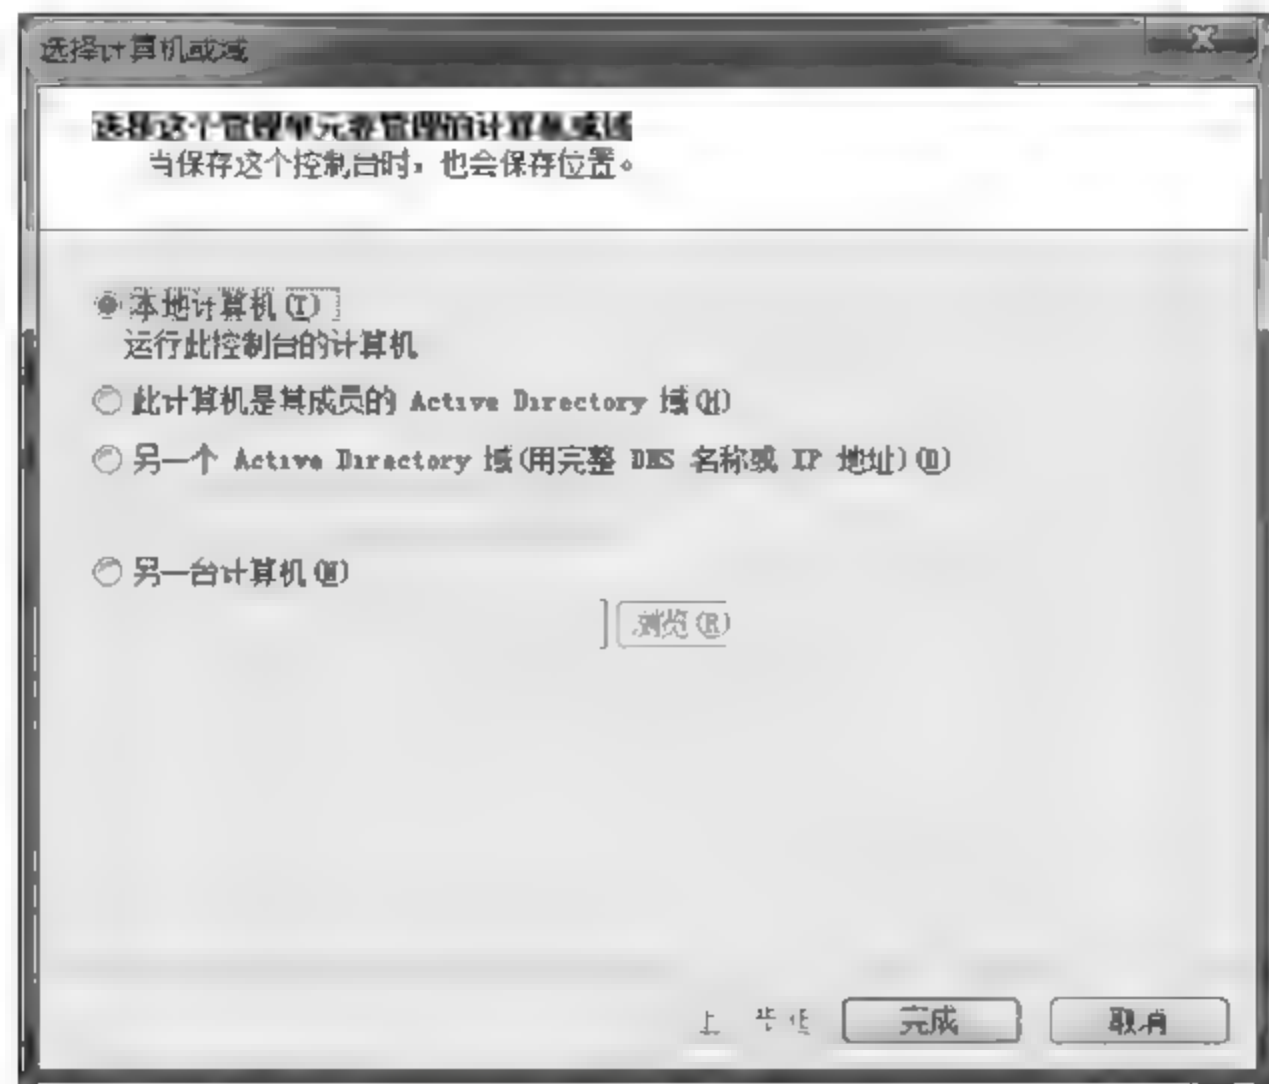 选择计算机或域
选择这个管理单元要管理的计算机或域
当保存这个控制台时，也会保存位置。
本地计算机(T)
运行此控制台的计算机
此计算机是其成员的 Active Directory 域(M)
另一个 Active Directory 域(用完整 DNS 名称或 IP 地址)(D)
另一台计算机(N)
浏览(R)
完成
取消